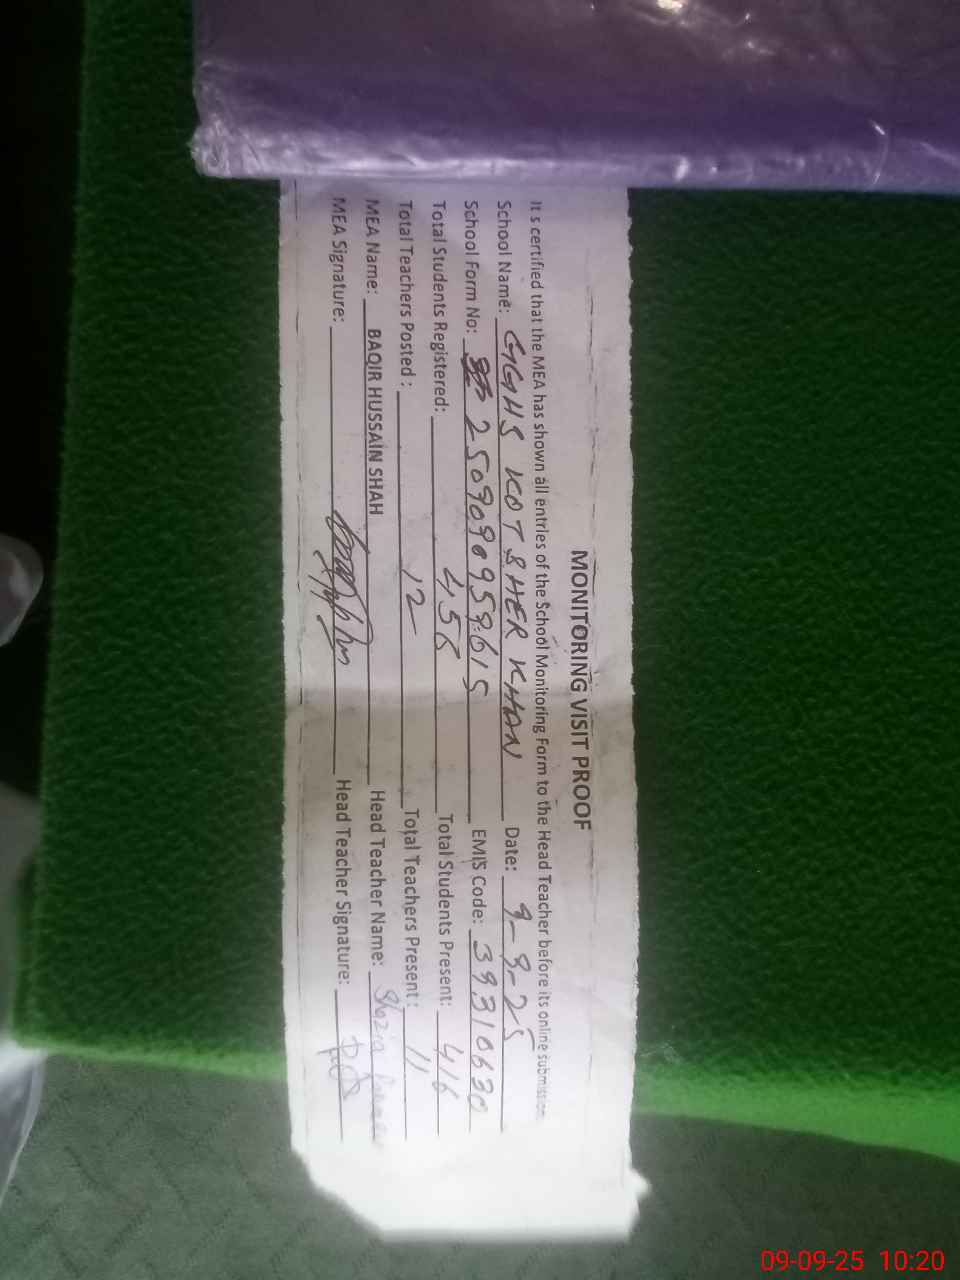 MONITORING VISIT PROOF
It s certified that the MEA has shown all entries of the School Monitoring Form to the Head Teacher before its online submission
School Name: GGHS KOT SHER KHAN Date: 9-9-25
School Form No: 2509090959615 EMIS Code: 39310630
Total Students Registered: 458 Total Students Present: 416
Total Teachers Posted : 12 Total Teachers Present : 11
MEA Name: BAQIR HUSSAIN SHAH Head Teacher Name: Shazia
MEA Signature: Head Teacher Signature:
09-09-25 10:20